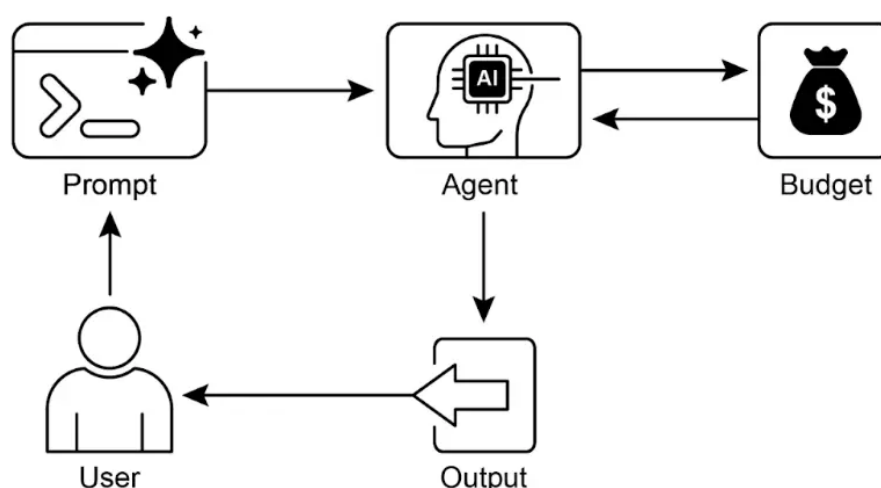 AI
$
Prompt
Agent
Budget
User
Output